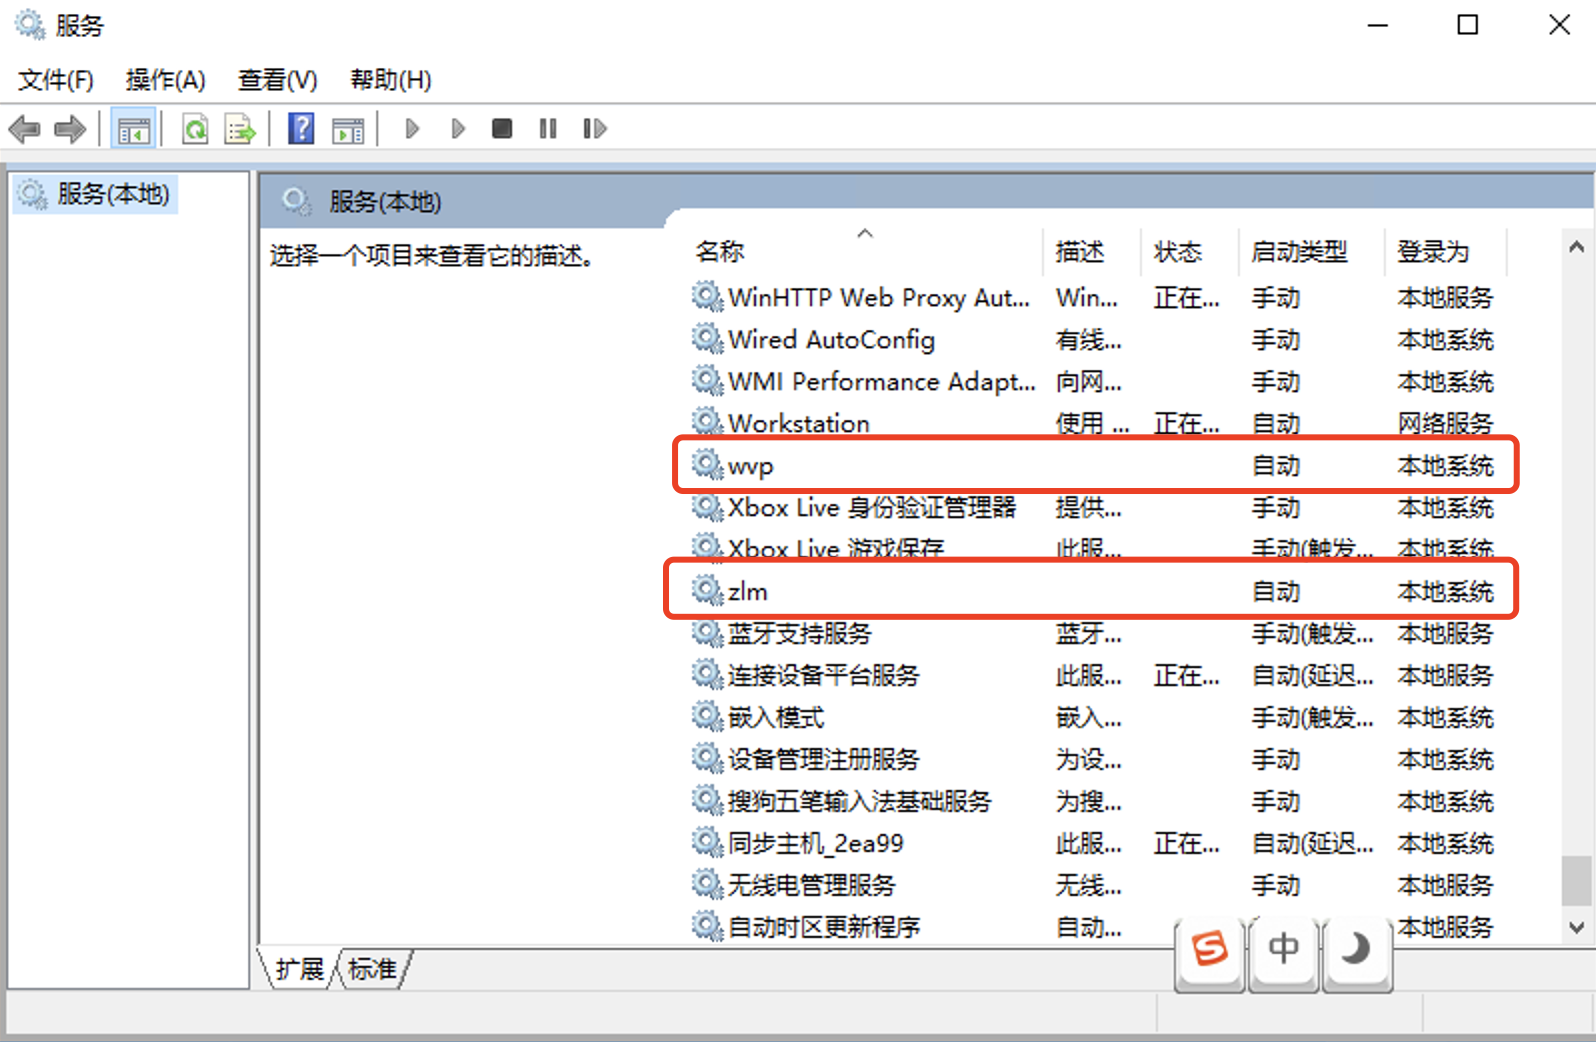 服务
文件(F) 操作(A) 查看(V) 帮助(H)
服务(本地)
服务(本地)
选择一个项目来查看它的描述。
名称 描述 状态 启动类型 登录为
WinHTTP Web Proxy Aut... Win... 正在... 手动 本地服务
Wired AutoConfig 有线... 手动 本地系统
WMI Performance Adapt... 向网... 手动 本地系统
Workstation 使用 ... 正在... 自动 网络服务
wvp 自动 本地系统
Xbox Live 身份验证管理器 提供... 手动 本地系统
Xbox Live 游戏保存 此服... 手动(触发... 本地系统
zlm 自动 本地系统
蓝牙支持服务 蓝牙... 手动(触发... 本地服务
连接设备平台服务 此服... 正在... 自动(延迟... 本地服务
嵌入模式 嵌入... 手动(触发... 本地系统
设备管理注册服务 为设... 手动 本地系统
搜狗五笔输入法基础服务 为搜... 手动 本地系统
同步主机_2ea99 此服... 正在... 自动(延迟... 本地系统
无线电管理服务 无线... 手动 本地服务
自动时区更新程序 自动... 本地服务
扩展 标准
中